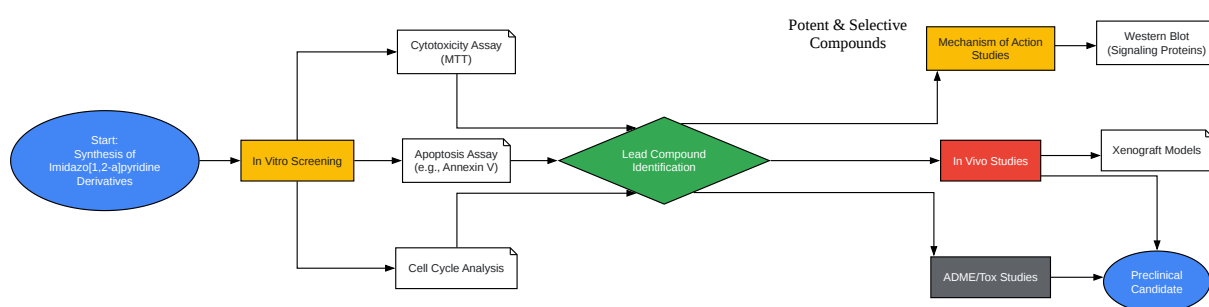 Start:
Synthesis of
Imidazo[1,2-a]pyridine
Derivatives
In Vitro Screening
Cytotoxicity Assay
(MTT)
Apoptosis Assay
(e.g., Annexin V)
Cell Cycle Analysis
Lead Compound
Identification
Potent & Selective
Compounds
Mechanism of Action
Studies
Western Blot
(Signaling Proteins)
In Vivo Studies
Xenograft Models
ADME/Tox Studies
Preclinical
Candidate